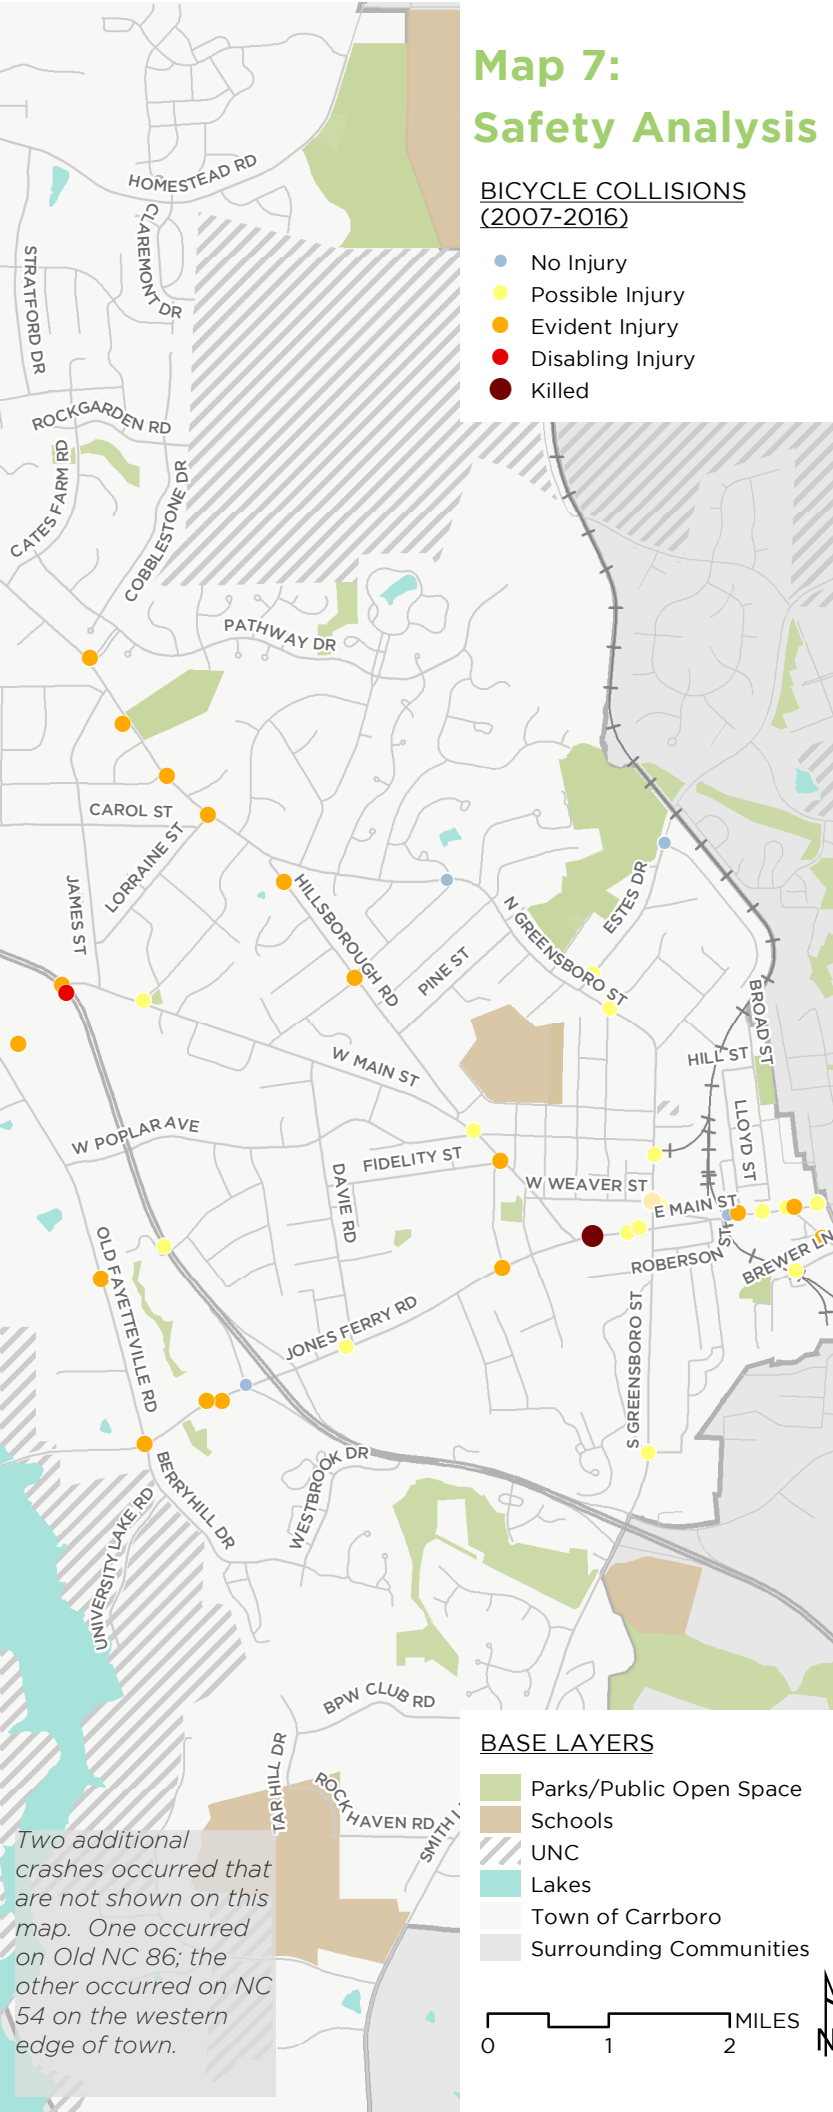 Map 7:
Safety Analysis
BICYCLE COLLISIONS
(2007-2016)
No Injury
Possible Injury
Evident Injury
Disabling Injury
Killed
HOMESTEAD RD
CLAREMONT DR
STRATFORD DR
ROCKGARDEN RD
CATES FARM RD
COBBLESTONE DR
PATHWAY DR
CAROL ST
LORRAINE ST
JAMES ST
HILLSBOROUGH RD
PINE ST
N GREENSBORO ST
ESTES DR
BROAD ST
HILL ST
LLOYD ST
W MAIN ST
W POPLAR AVE
FIDELITY ST
DAVIE RD
W WEAVER ST
E MAIN ST
ROBERSON ST
BREWER LN
OLD FAYETTEVILLE RD
JONES FERRY RD
S GREENSBORO ST
WESTBROOK DR
BERRYHILL DR
UNIVERSITY LAKE RD
BPW CLUB RD
TARHILL DR
ROCKHAVEN RD
SMITH L
BASE LAYERS
Parks/Public Open Space
Schools
UNC
Lakes
Town of Carrboro
Surrounding Communities
0 1 2 MILES
N
Two additional
crashes occurred that
are not shown on this
map. One occurred
on Old NC 86; the
other occurred on NC
54 on the western
edge of town.